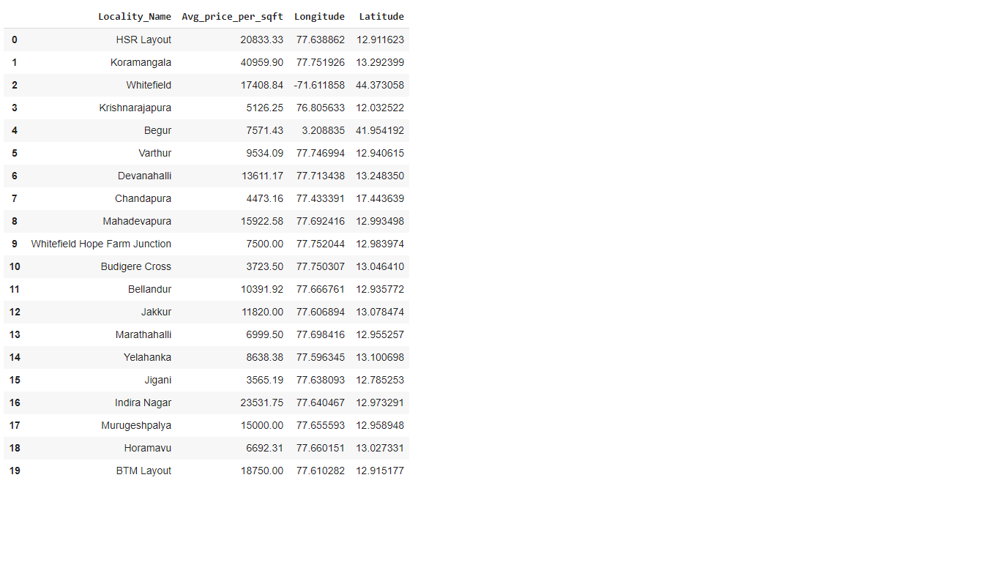 Locality_Name Avg_price_per_sqft Longitude Latitude
0 HSR Layout 20833.33 77.638862 12.911623
1 Koramangala 40959.90 77.751926 13.292399
2 Whitefield 17408.84 -71.611858 44.373058
3 Krishnarajapura 5126.25 76.805633 12.032522
4 Begur 7571.43 3.208835 41.954192
5 Varthur 9534.09 77.746994 12.940615
6 Devanahalli 13611.17 77.713438 13.248350
7 Chandapura 4473.16 77.433391 17.443639
8 Mahadevapura 15922.58 77.692416 12.993498
9 Whitefield Hope Farm Junction 7500.00 77.752044 12.983974
10 Budigere Cross 3723.50 77.750307 13.046410
11 Bellandur 10391.92 77.666761 12.935772
12 Jakkur 11820.00 77.606894 13.078474
13 Marathahalli 6999.50 77.698416 12.955257
14 Yelahanka 8638.38 77.596345 13.100698
15 Jigani 3565.19 77.638093 12.785253
16 Indira Nagar 23531.75 77.640467 12.973291
17 Murugeshpalya 15000.00 77.655593 12.958948
18 Horamavu 6692.31 77.660151 13.027331
19 BTM Layout 18750.00 77.610282 12.915177